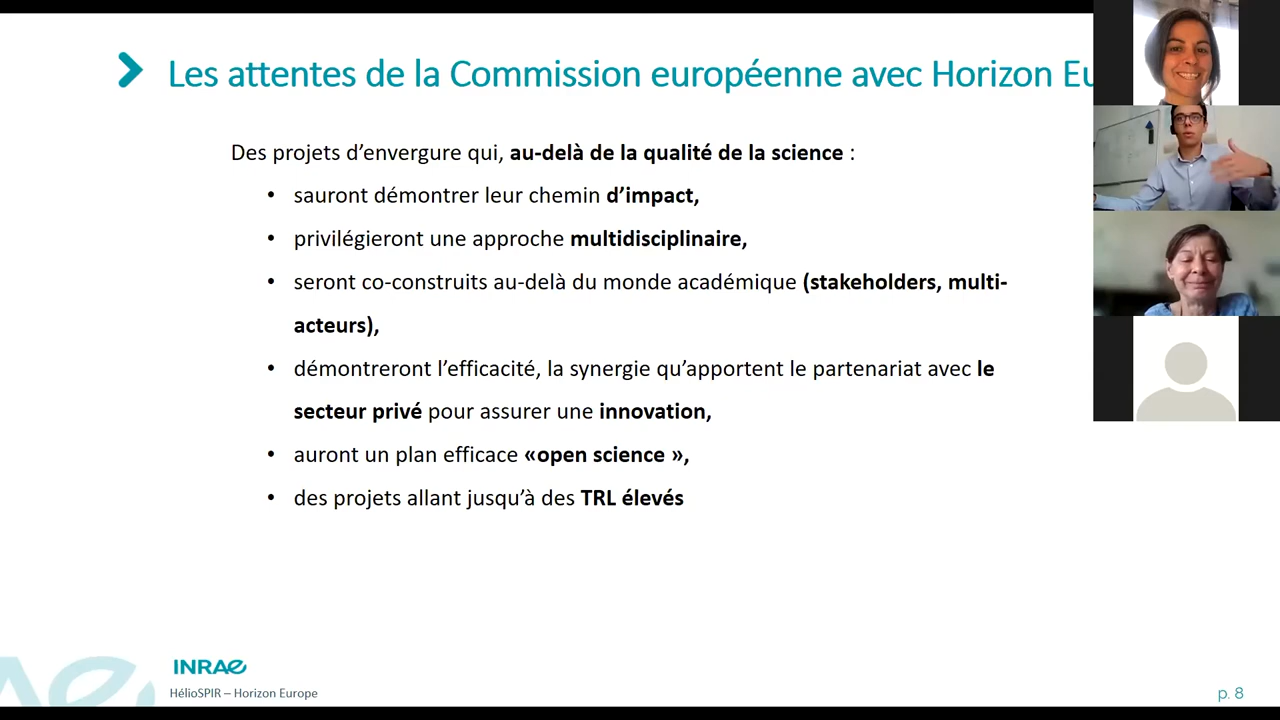 Les attentes de la Commission européenne avec Horizon Eu
Des projets d’envergure qui, au-delà de la qualité de la science :
• sauront démontrer leur chemin d’impact,
• privilégieront une approche multidisciplinaire,
• seront co-construits au-delà du monde académique (stakeholders, multi-
acteurs),
• démontreront l’efficacité, la synergie qu’apportent le partenariat avec le
secteur privé pour assurer une innovation,
• auront un plan efficace «open science »,
• des projets allant jusqu’à des TRL élevés
INRAE
HélioSPIR – Horizon Europe
p. 8